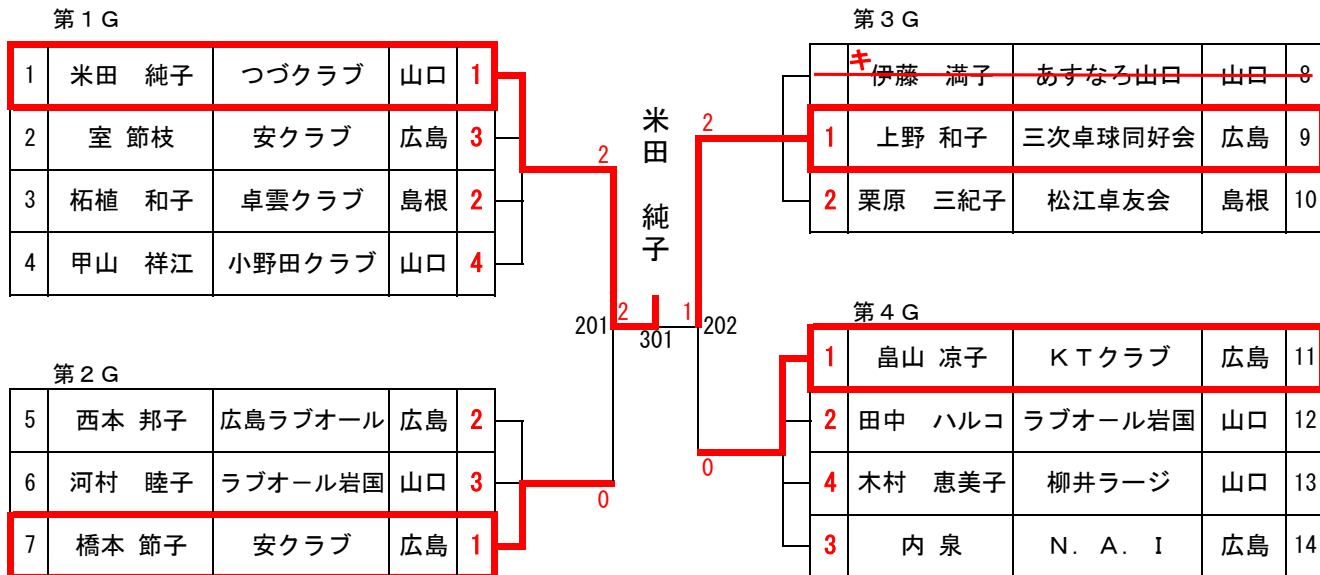 第１Ｇ
1 米田　純子 つづクラブ 山口 1
2 室 節枝 安クラブ 広島 3
3 柘植　和子 卓雲クラブ 島根 2
4 甲山　祥江 小野田クラブ 山口 4
第２Ｇ
5 西本 邦子 広島ラブオール 広島 2
6 河村　睦子 ラブオール岩国 山口 3
7 橋本 節子 安クラブ 広島 1
2
0
201
2
米田　純子
301
1
202
2
0
第３Ｇ
キ 伊藤　満子 あすなろ山口 山口 8
1 上野 和子 三次卓球同好会 広島 9
2 栗原　三紀子 松江卓友会 島根 10
第４Ｇ
1 畠山 凉子 ＫＴクラブ 広島 11
2 田中　ハルコ ラブオール岩国 山口 12
4 木村　恵美子 柳井ラージ 山口 13
3 内 泉 Ｎ．Ａ．Ｉ 広島 14